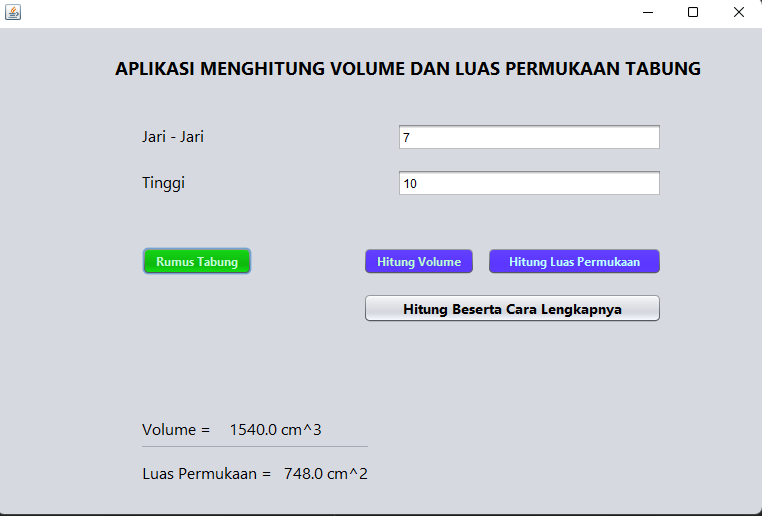 APLIKASI MENGHITUNG VOLUME DAN LUAS PERMUKAAN TABUNG
Jari - Jari 7
Tinggi 10
Rumus Tabung Hitung Volume Hitung Luas Permukaan
Hitung Beserta Cara Lengkapnya
Volume = 1540.0 cm^3
Luas Permukaan = 748.0 cm^2